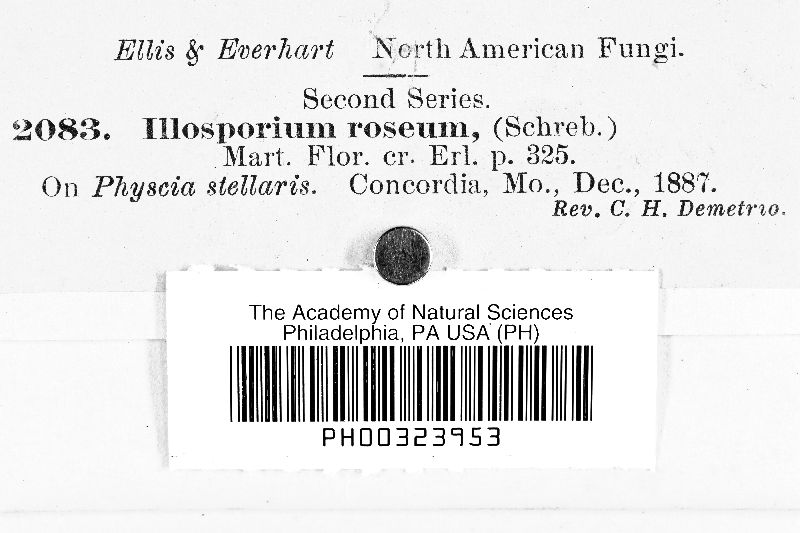 Ellis & Everhart North American Fungi.
Second Series.
2083. Illosporium roseum, (Schreb.)
Mart. Flor. cr. Erl. p. 325.
On Physcia stellaris. Concordia, Mo., Dec., 1887.
Rev. C. H. Demetrio.
The Academy of Natural Sciences
Philadelphia, PA USA (PH)
PH00323953